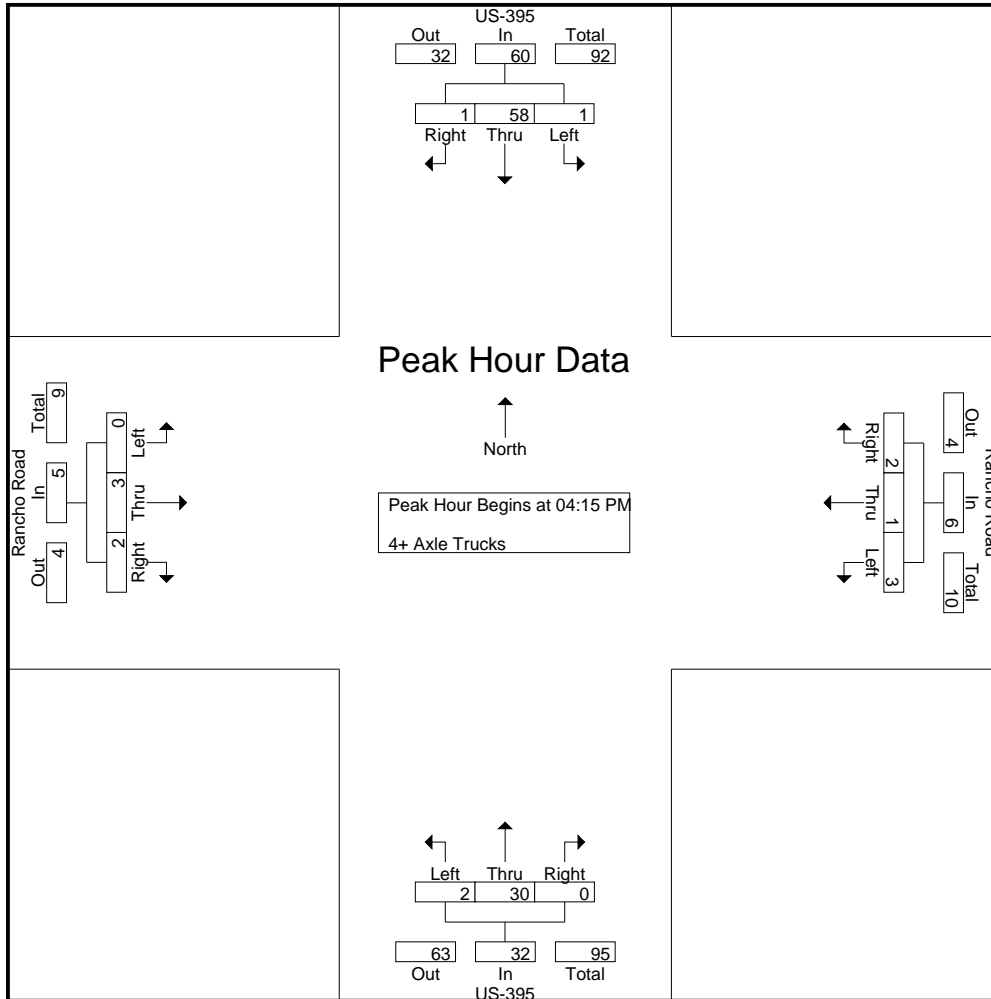 US-395
Out In Total
32 60 92
1 58 1
Right Thru Left
Peak Hour Data
North
Peak Hour Begins at 04:15 PM
4+ Axle Trucks
Rancho Road
Total In Out
9 5 4
0 3 2
Left Thru Right
Rancho Road
Out In Total
4 6 10
2 1 3
Right Thru Left
Left Thru Right
2 30 0
63 32 95
Out In Total
US-395